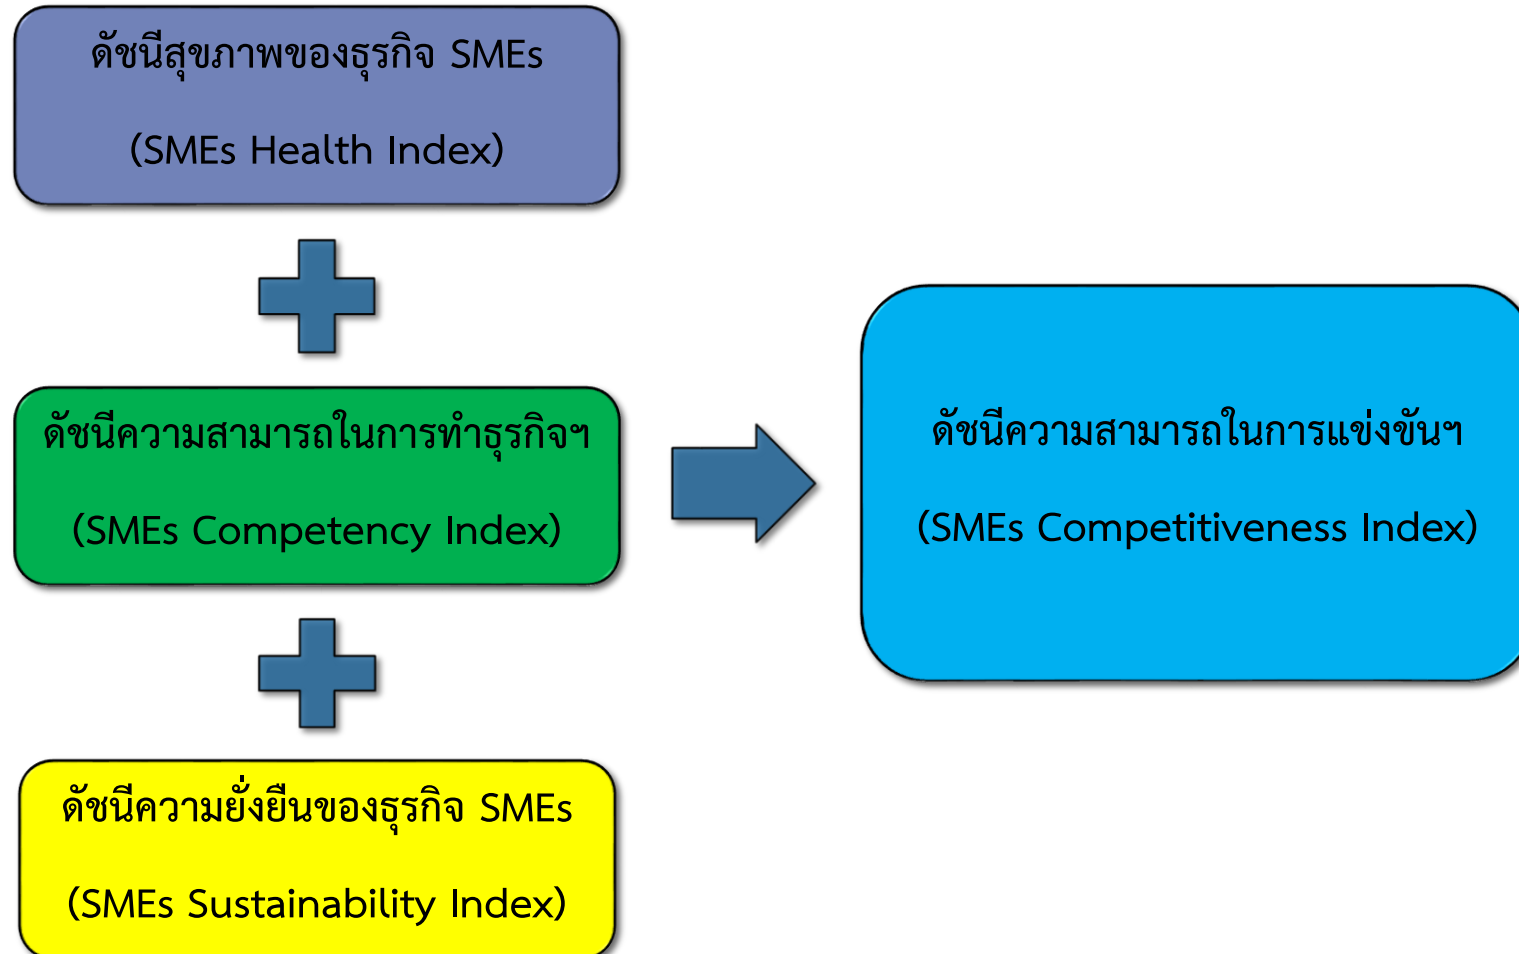 ดัชนีสุขภาพของธุรกิจ SMEs
(SMEs Health Index)
ดัชนีความสามารถในการทำธุรกิจฯ
(SMEs Competency Index)
ดัชนีความยั่งยืนของธุรกิจ SMEs
(SMEs Sustainability Index)
ดัชนีความสามารถในการแข่งขันฯ
(SMEs Competitiveness Index)